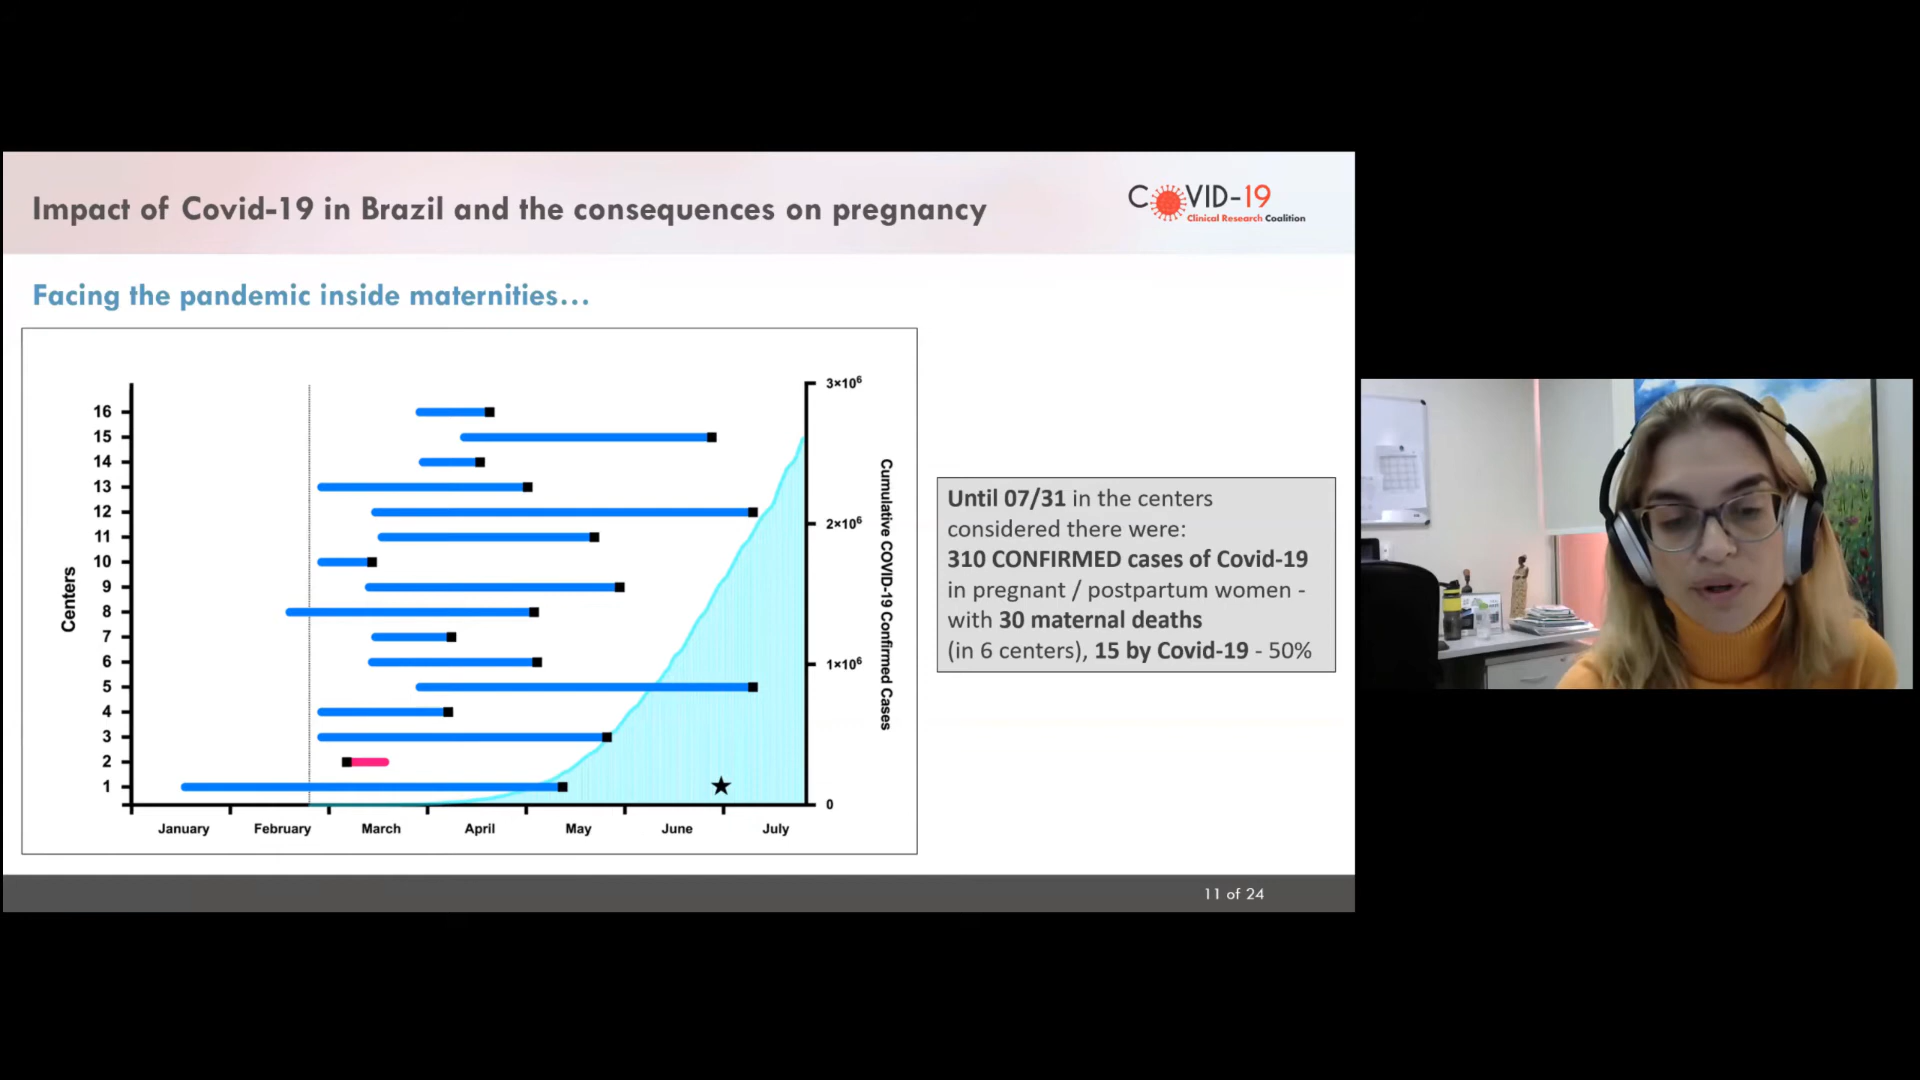 Impact of Covid-19 in Brazil and the consequences on pregnancy
COVID-19
Clinical Research Coalition
Facing the pandemic inside maternities...
Centers
16
15
14
13
12
11
10
9
8
7
6
5
4
3
2
1
January February March April May June July
3×10⁶
2×10⁶
1×10⁶
0
Cumulative COVID-19 Confirmed Cases
Until 07/31 in the centers
considered there were:
310 CONFIRMED cases of Covid-19
in pregnant / postpartum women -
with 30 maternal deaths
(in 6 centers), 15 by Covid-19 - 50%
11 of 24